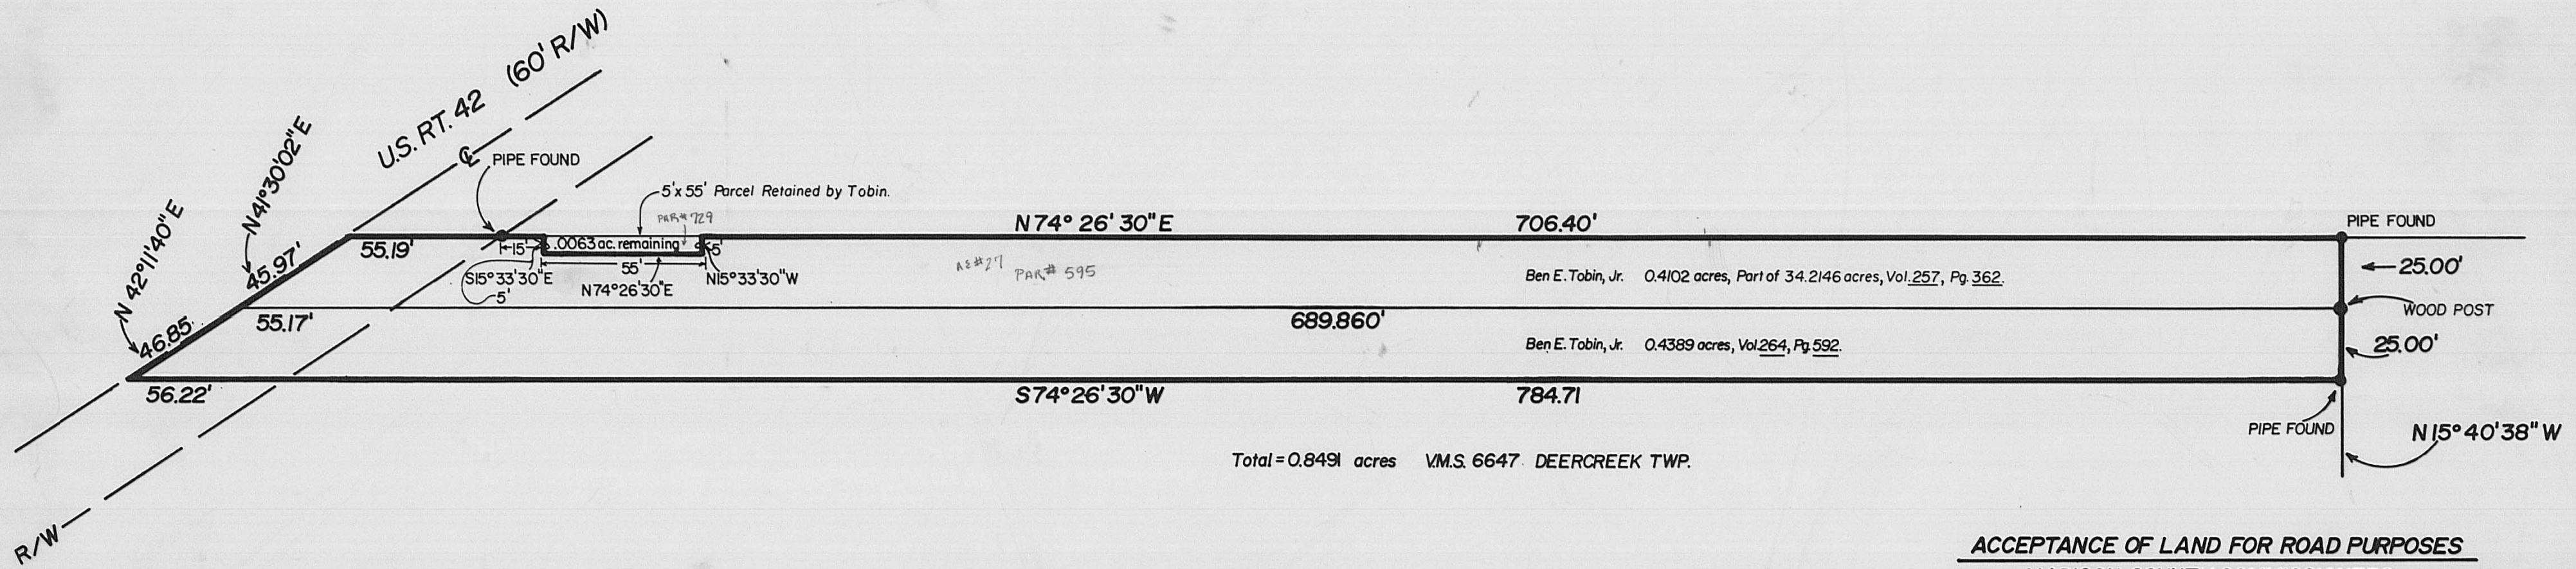 U.S. RT. 42 (60' R/W)
℄
PIPE FOUND
N 42° 11' 40" E
N 41° 30' 02" E
5' x 55' Parcel Retained by Tobin.
PAR# 729
N 74° 26' 30" E
706.40'
PIPE FOUND
45.97'
55.19'
15'
.0063 ac. remaining
5'
55'
S15° 33' 30" E
5'
N74° 26' 30" E
N15° 33' 30" W
PAR# 595
Ben E. Tobin, Jr. 0.4102 acres, Part of 34.2146 acres, Vol. 257, Pg. 362.
25.00'
WOOD POST
46.85
55.17'
689.860'
Ben E. Tobin, Jr. 0.4389 acres, Vol. 264, Pg. 592.
25.00'
56.22'
S74° 26' 30" W
784.71
PIPE FOUND
N 15° 40' 38" W
Total = 0.8491 acres V.M.S. 6647 DEERCREEK TWP.
R/W
ACCEPTANCE OF LAND FOR ROAD PURPOSES